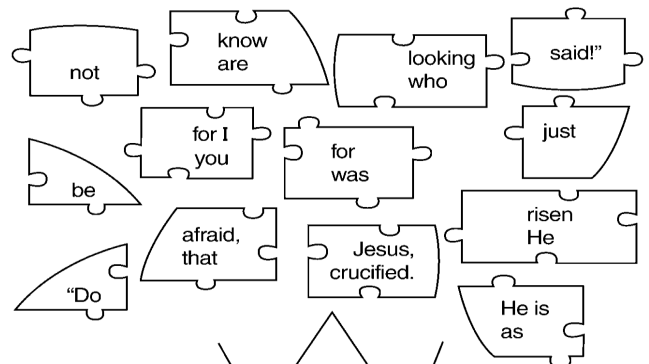 not
know
are
looking
who
said!”
for I
you
for
was
just
be
afraid,
that
Jesus,
crucified.
risen
He
“Do
He is
as